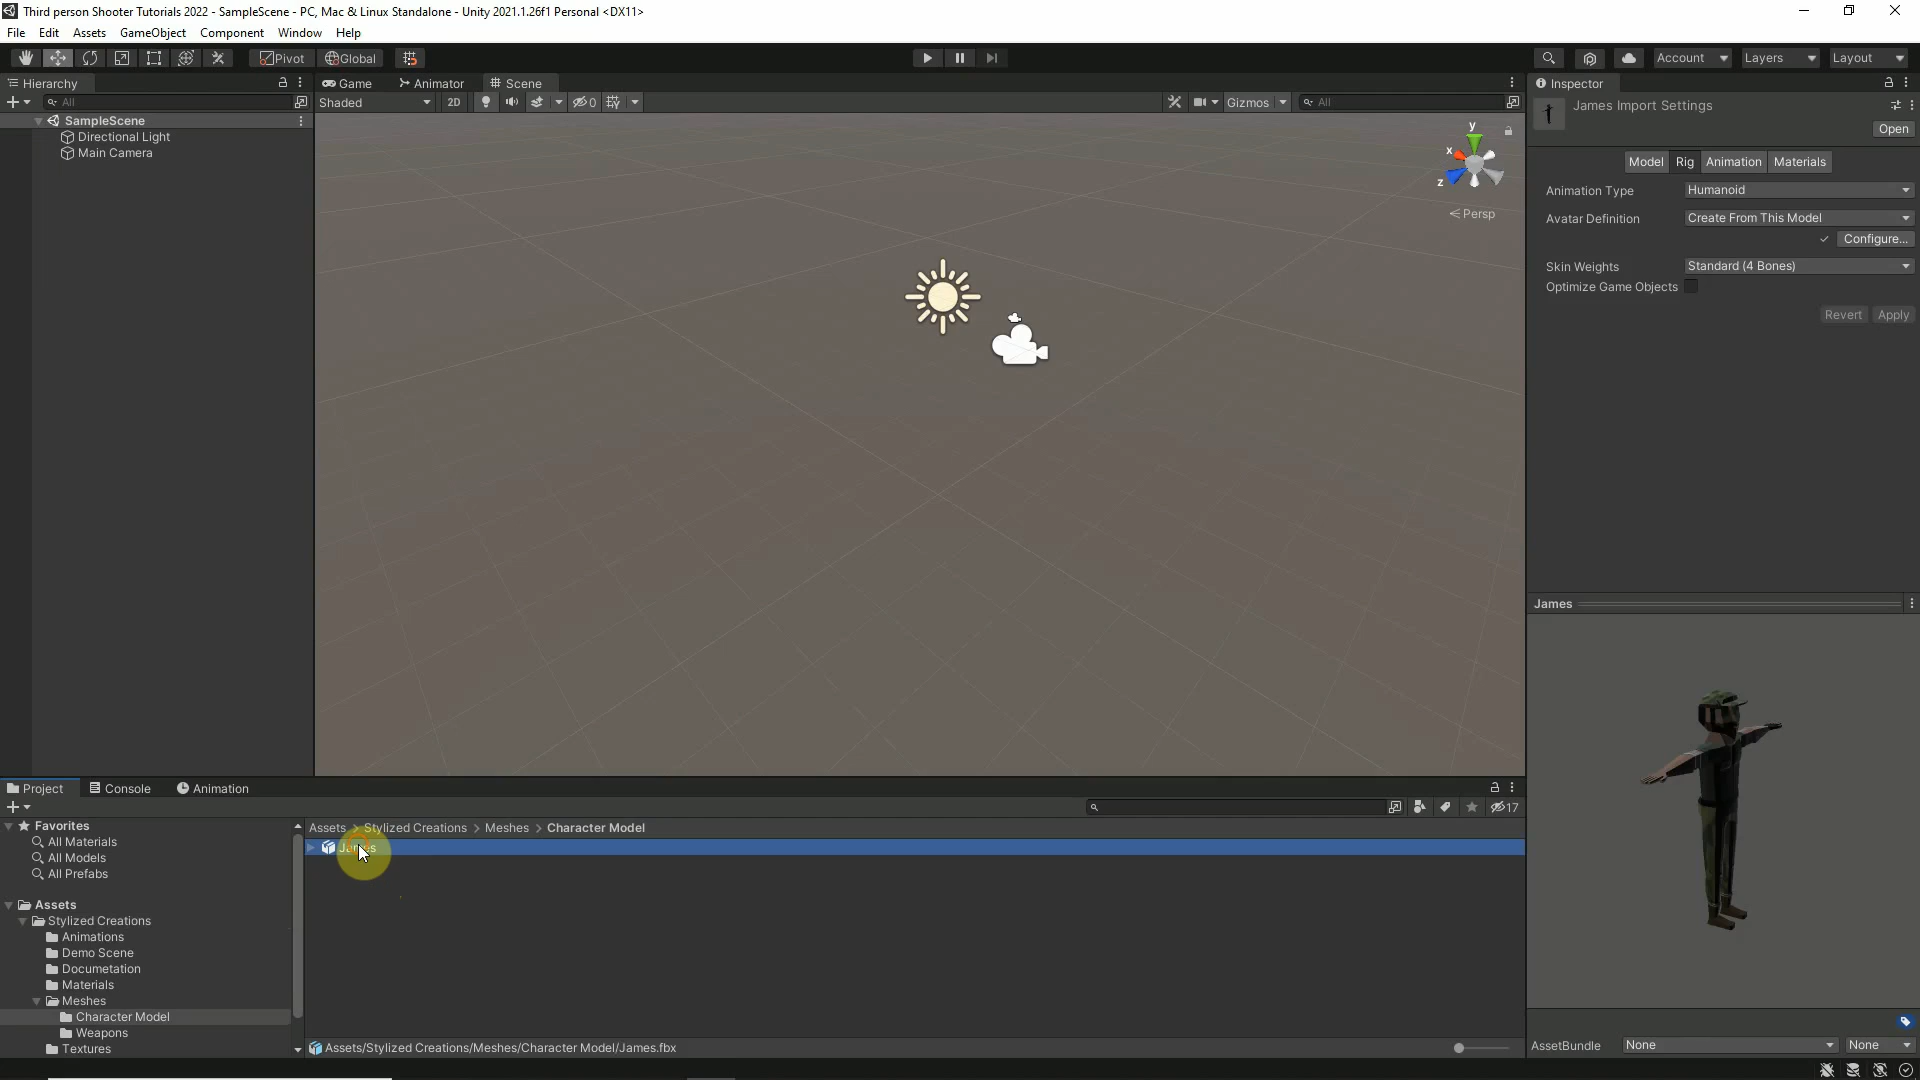 Third person Shooter Tutorials 2022 - SampleScene - PC, Mac & Linux Standalone - Unity 2021.1.26f1 Personal <DX11>
File Edit Assets GameObject Component Window Help
Pivot Global Account Layers Layout
Hierarchy Game Animator Scene Inspector
All Shaded 2D 0 Gizmos All
James Import Settings
Open
SampleScene
Directional Light
Main Camera
y
x
z
Persp
Model Rig Animation Materials
Animation Type Humanoid
Avatar Definition Create From This Model
Configure...
Skin Weights Standard (4 Bones)
Optimize Game Objects
Revert Apply
James
Project Console Animation
17
Favorites
All Materials
All Models
All Prefabs
Assets
Stylized Creations
Animations
Demo Scene
Documetation
Materials
Meshes
Character Model
Weapons
Textures
Assets > Stylized Creations > Meshes > Character Model
James
Assets/Stylized Creations/Meshes/Character Model/James.fbx
AssetBundle None None